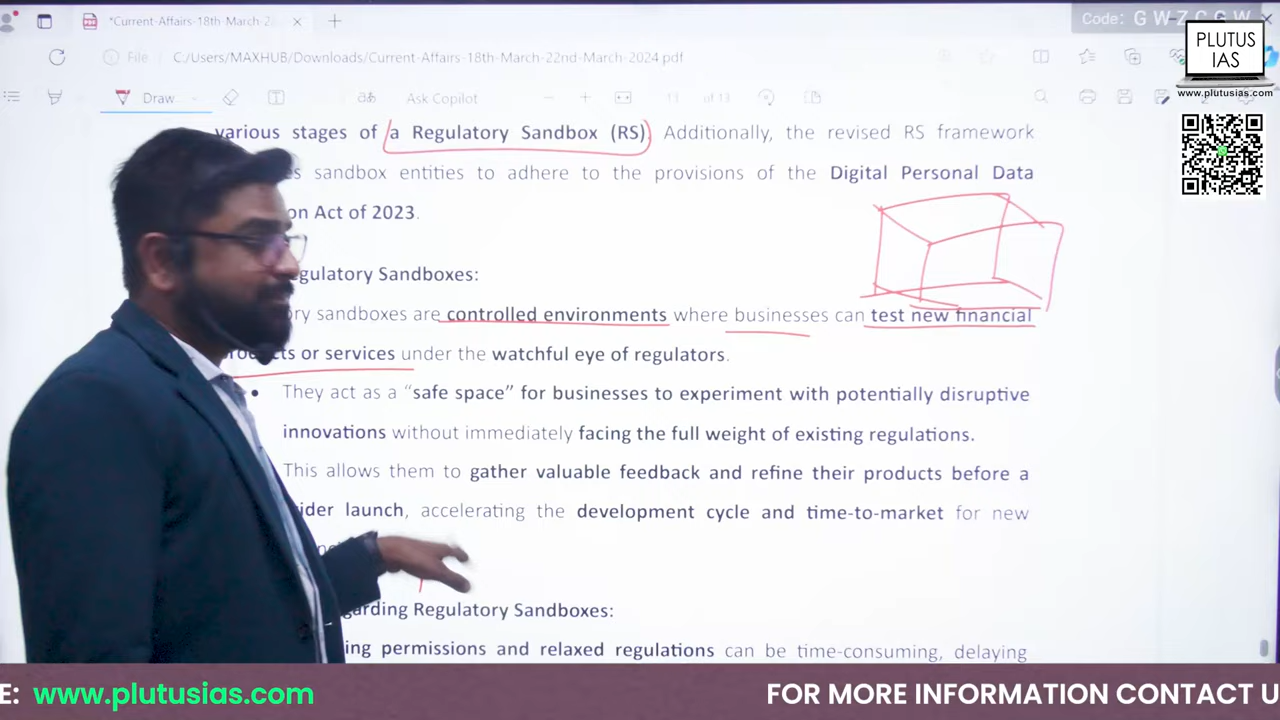 *Current-Affairs-18th-March-2
Code: G W Z C G W
File C:/Users/MAXHUB/Downloads/Current-Affairs-18th-March-22nd-March-2024 pdf
PLUTUS
IAS
www.plutusias.com
Draw
Ask Copilot
13 of 13
various stages of a Regulatory Sandbox (RS) Additionally, the revised RS framework
sandbox entities to adhere to the provisions of the Digital Personal Data
on Act of 2023.
egulatory Sandboxes:
ory sandboxes are controlled environments where businesses can test new financial
products or services under the watchful eye of regulators.
• They act as a “safe space” for businesses to experiment with potentially disruptive
innovations without immediately facing the full weight of existing regulations.
This allows them to gather valuable feedback and refine their products before a
ider launch, accelerating the development cycle and time-to-market for new
garding Regulatory Sandboxes:
ing permissions and relaxed regulations can be time-consuming, delaying
E: www.plutusias.com FOR MORE INFORMATION CONTACT U